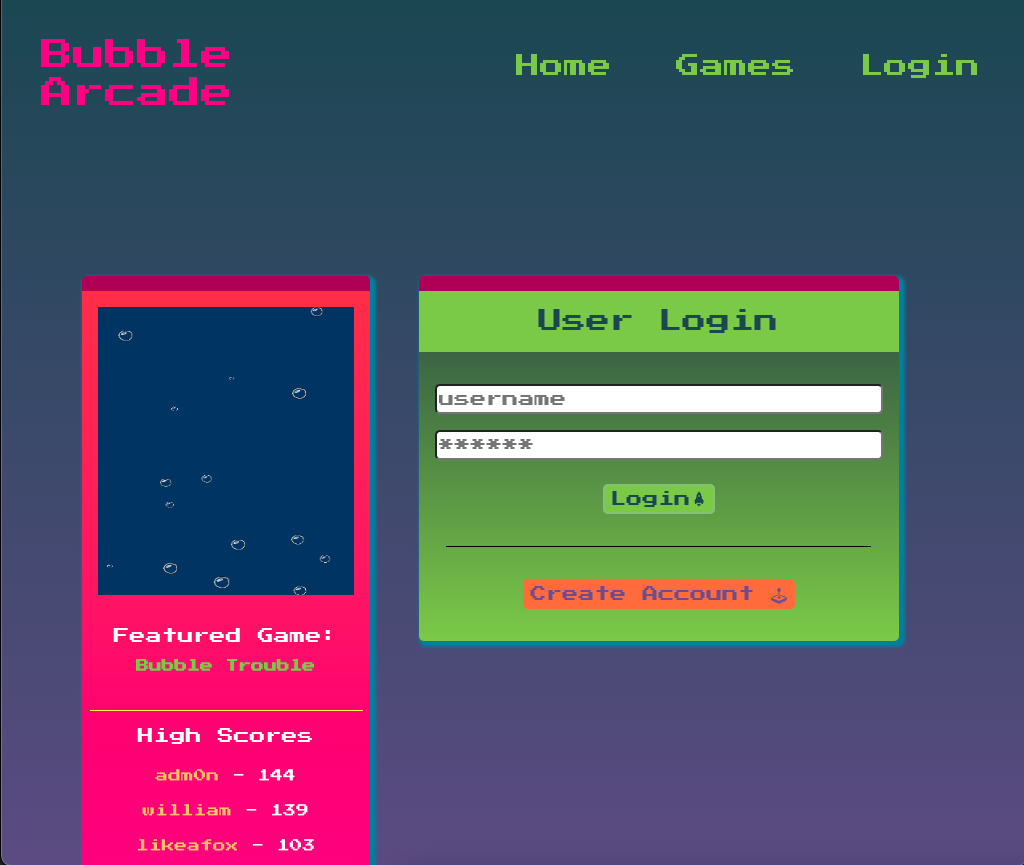 Bubble
Arcade
Home Games Login
Featured Game:
Bubble Trouble
High Scores
adm0n - 144
william - 139
likeafox - 103
User Login
username
******
Login
Create Account